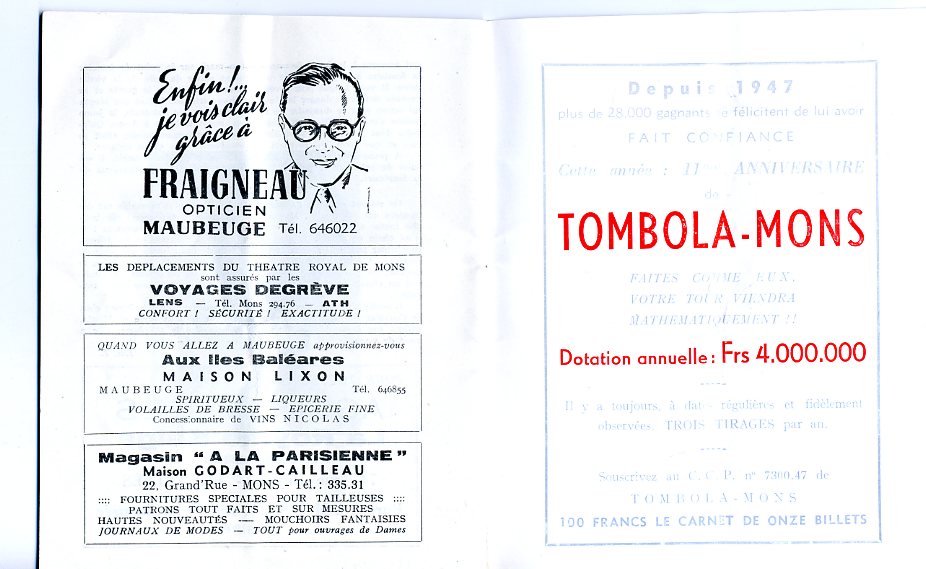 Enfin!..
je vois clair
grâce à
FRAIGNEAU
OPTICIEN
MAUBEUGE Tél. 646022
LES DEPLACEMENTS DU THEATRE ROYAL DE MONS
sont assurés par les
VOYAGES DEGRÈVE
LENS — Tél. Mons 294.76 — ATH
CONFORT ! SÉCURITÉ ! EXACTITUDE !
QUAND VOUS ALLEZ A MAUBEUGE approvisionnez-vous
Aux Iles Baléares
MAISON LIXON
MAUBEUGE Tél. 646855
SPIRITUEUX — LIQUEURS
VOLAILLES DE BRESSE — EPICERIE FINE
Concessionnaire de VINS NICOLAS
Magasin “A LA PARISIENNE”
Maison GODART-CAILLEAU
22, Grand'Rue - MONS - Tél. : 335.31
:::: FOURNITURES SPECIALES POUR TAILLEUSES ::::
PATRONS TOUT FAITS ET SUR MESURES
HAUTES NOUVEAUTÉS — MOUCHOIRS FANTAISIES
JOURNAUX DE MODES — TOUT pour ouvrages de Dames
Depuis 1947
plus de 28.000 gagnants se félicitent de lui avoir
FAIT CONFIANCE
Cette année : 11me ANNIVERSAIRE
de
TOMBOLA-MONS
FAITES COMME EUX,
VOTRE TOUR VIENDRA
MATHEMATIQUEMENT !!
Dotation annuelle : Frs 4.000.000
Il y a toujours, à dates régulières et fidèlement
observées, TROIS TIRAGES par an.
Souscrivez au C.C.P. n° 7300.47 de
TOMBOLA-MONS
100 FRANCS LE CARNET DE ONZE BILLETS